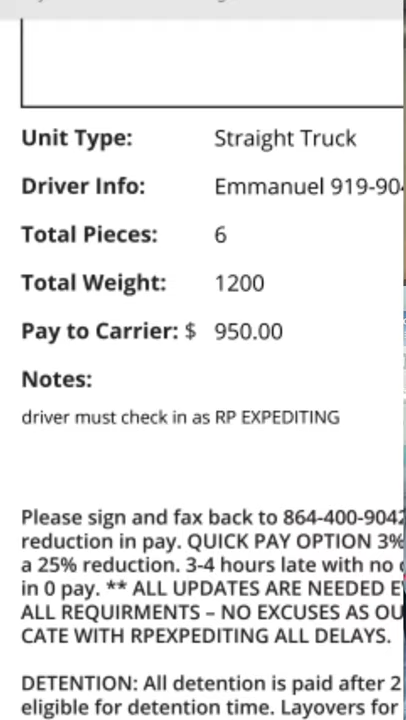 Unit Type: Straight Truck
Driver Info: Emmanuel 919-90
Total Pieces: 6
Total Weight: 1200
Pay to Carrier: $ 950.00
Notes:
driver must check in as RP EXPEDITING
Please sign and fax back to 864-400-9042
reduction in pay. QUICK PAY OPTION 3%
a 25% reduction. 3-4 hours late with no
in 0 pay. ** ALL UPDATES ARE NEEDED
ALL REQUIRMENTS – NO EXCUSES AS
CATE WITH RPEXPEDITING ALL DELAYS.
DETENTION: All detention is paid after 2
eligible for detention time. Layovers for